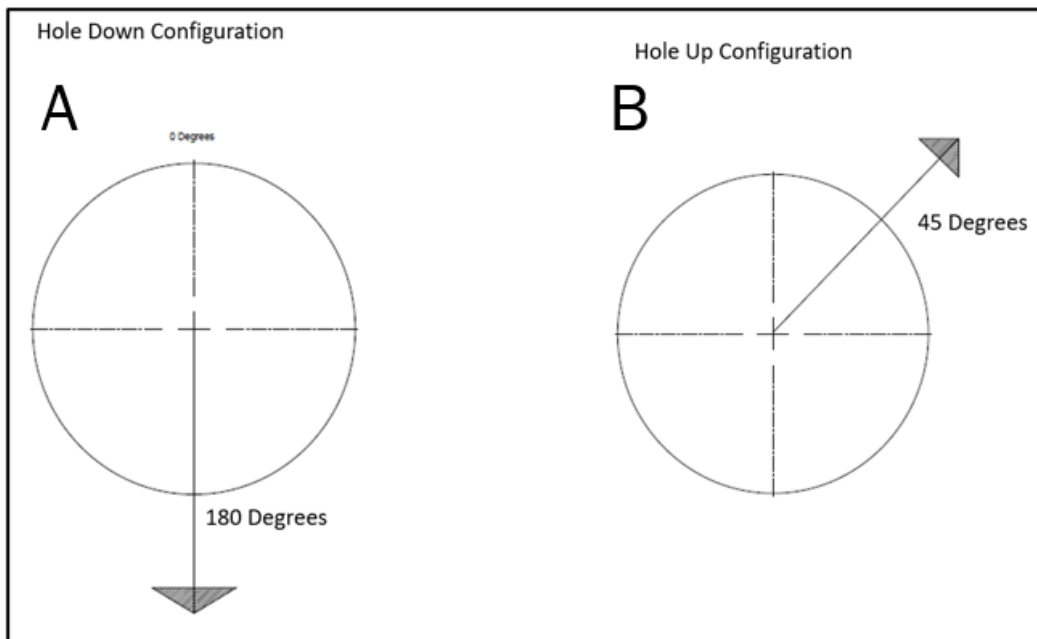 Hole Down Configuration
Hole Up Configuration
A
B
0 Degrees
45 Degrees
180 Degrees